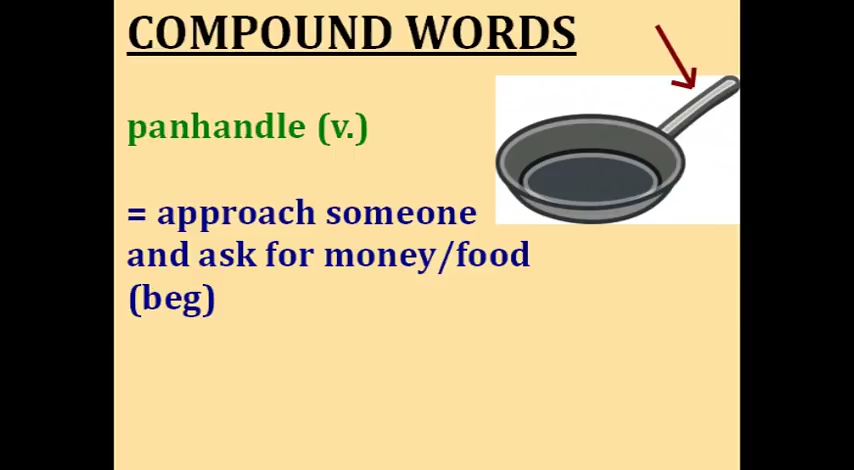 COMPOUND WORDS
panhandle (v.)
= approach someone
and ask for money/food
(beg)